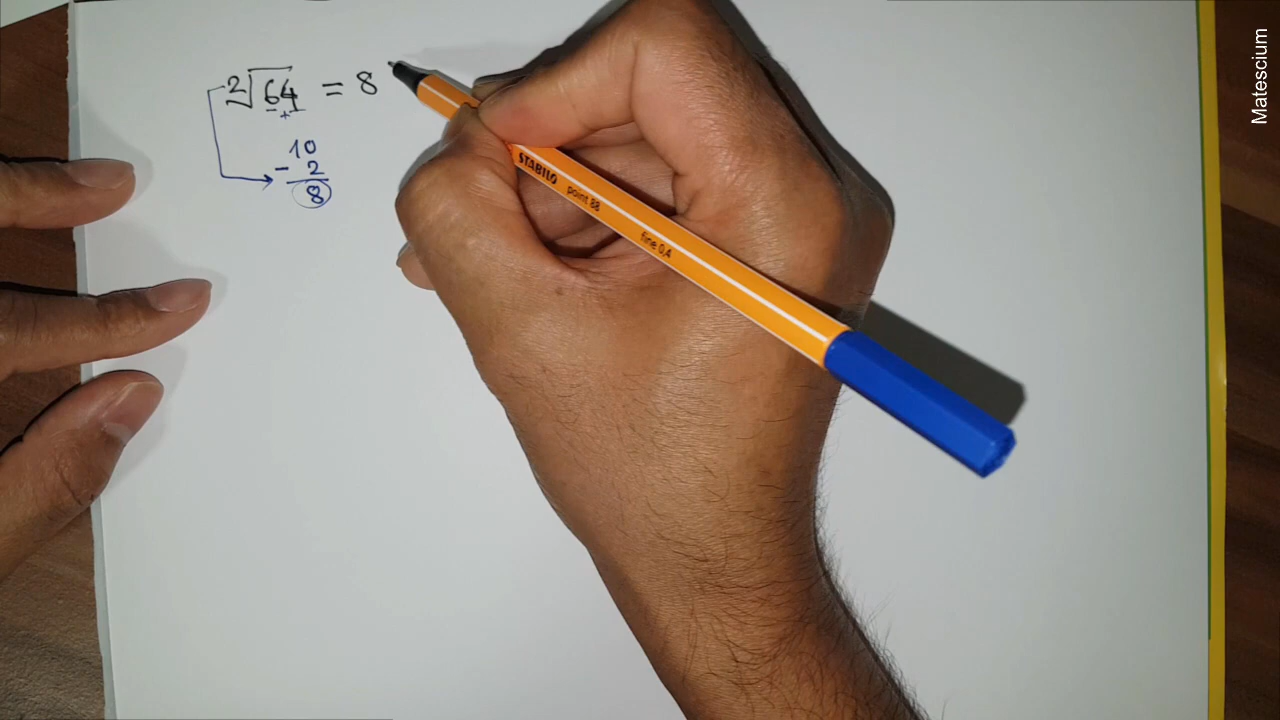 ²√64 = 8
+
10
- 2
8
STABILO point 88 fine 0,4
Matescium